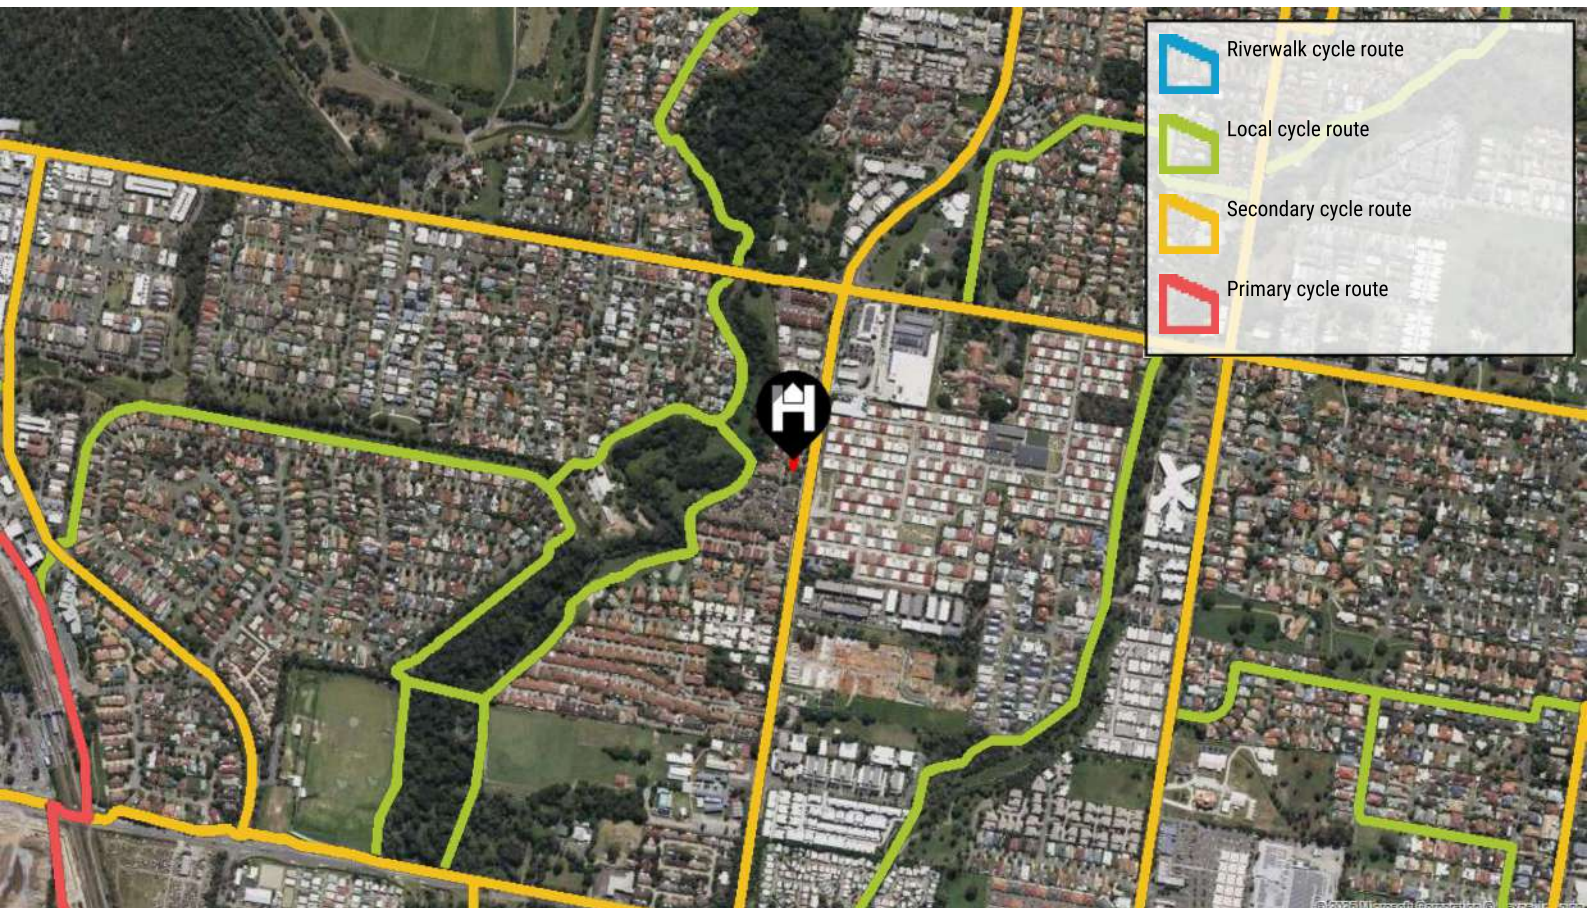 Riverwalk cycle route
Local cycle route
Secondary cycle route
Primary cycle route
H